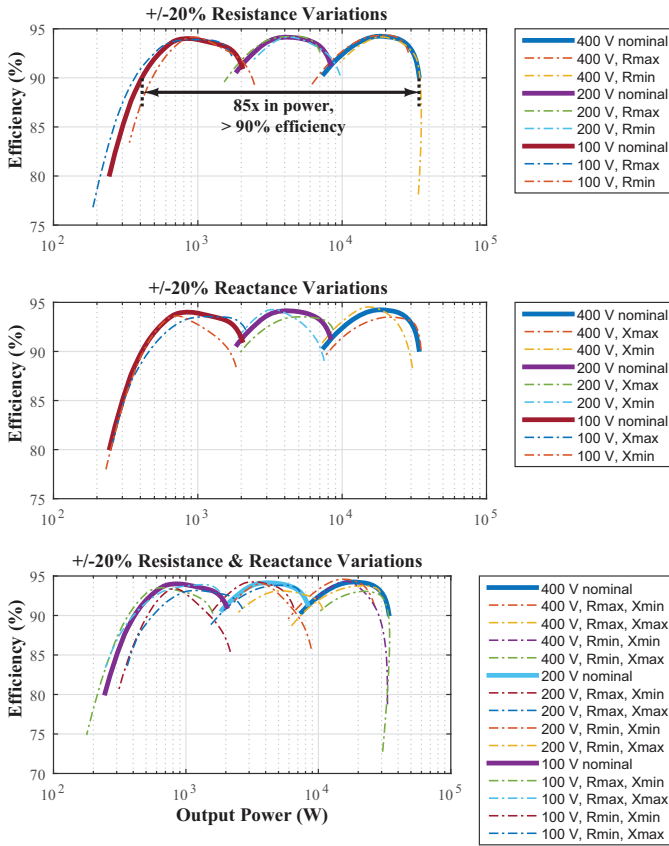 +/-20% Resistance Variations
Efficiency (%)
95
90
85
80
75
85x in power,
> 90% efficiency
10^2
10^3
10^4
10^5
400 V nominal
400 V, Rmax
400 V, Rmin
200 V nominal
200 V, Rmax
200 V, Rmin
100 V nominal
100 V, Rmax
100 V, Rmin
+/-20% Reactance Variations
Efficiency (%)
95
90
85
80
75
10^2
10^3
10^4
10^5
400 V nominal
400 V, Xmax
400 V, Xmin
200 V nominal
200 V, Xmax
200 V, Xmin
100 V nominal
100 V, Xmax
100 V, Xmin
+/-20% Resistance & Reactance Variations
Efficiency (%)
95
90
85
80
75
70
10^2
10^3
10^4
10^5
Output Power (W)
400 V nominal
400 V, Rmax, Xmin
400 V, Rmax, Xmax
400 V, Rmin, Xmin
400 V, Rmin, Xmax
200 V nominal
200 V, Rmax, Xmin
200 V, Rmax, Xmax
200 V, Rmin, Xmin
200 V, Rmin, Xmax
100 V nominal
100 V, Rmax, Xmin
100 V, Rmax, Xmax
100 V, Rmin, Xmin
100 V, Rmin, Xmax